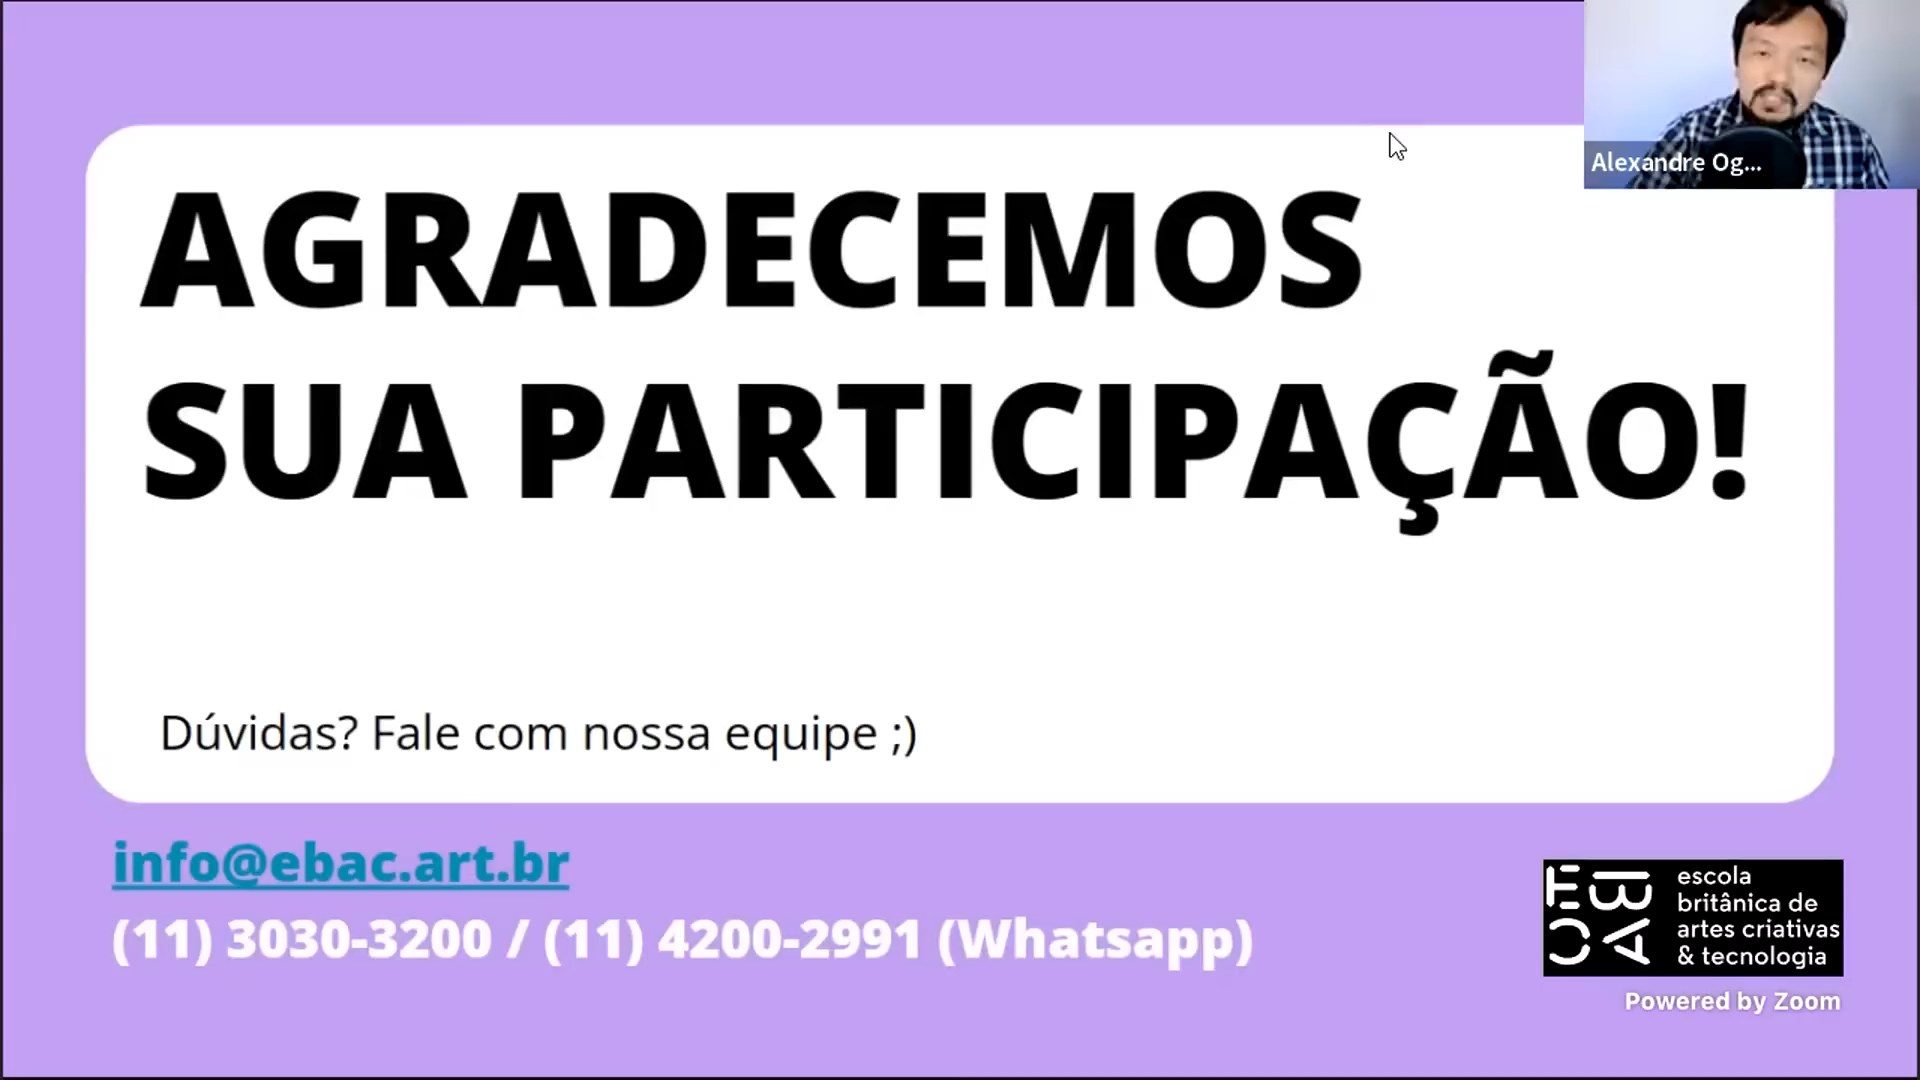 Alexandre Og...
AGRADECEMOS
SUA PARTICIPAÇÃO!
Dúvidas? Fale com nossa equipe ;)
info@ebac.art.br
(11) 3030-3200 / (11) 4200-2991 (Whatsapp)
EBAC
escola
britânica de
artes criativas
& tecnologia
Powered by Zoom